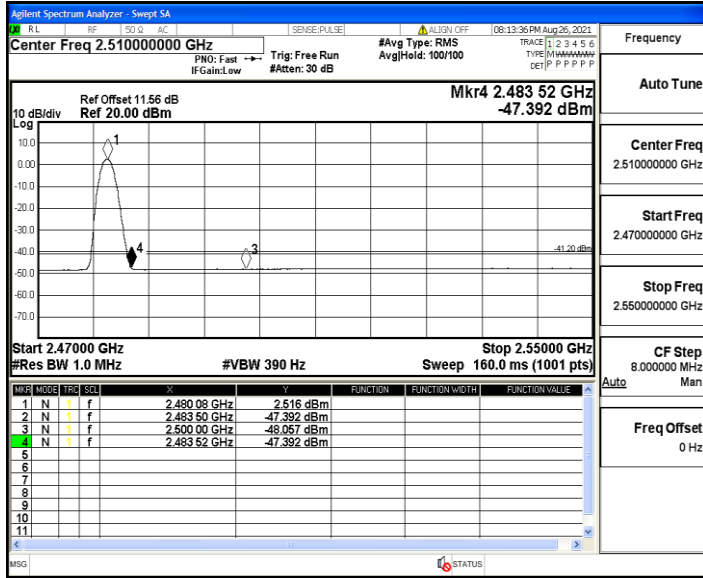 Agilent Spectrum Analyzer - Swept SA
RL RF 50 Ω AC SENSE:PULSE ALIGN OFF 08:13:36 PM Aug 26, 2021
Center Freq 2.510000000 GHz
PNO: Fast
IFGain:Low
Trig: Free Run
#Atten: 30 dB
#Avg Type: RMS
Avg|Hold: 100/100
TRACE 1 2 3 4 5 6
TYPE M
DET P P P P P P
Ref Offset 11.56 dB
Ref 20.00 dBm
10 dB/div
Log
Mkr4 2.483 52 GHz
-47.392 dBm
10.0
0.00
-10.0
-20.0
-30.0
-40.0
-50.0
-60.0
-70.0
1
4
3
-41.20 dBm
Start 2.47000 GHz
Stop 2.55000 GHz
#Res BW 1.0 MHz
#VBW 390 Hz
Sweep 160.0 ms (1001 pts)
MKR MODE TRC SCL X Y FUNCTION FUNCTION WIDTH FUNCTION VALUE
1 N 1 f 2.480 08 GHz 2.516 dBm
2 N 1 f 2.483 50 GHz -47.392 dBm
3 N 1 f 2.500 00 GHz -48.057 dBm
4 N 1 f 2.483 52 GHz -47.392 dBm
5
6
7
8
9
10
11
MSG
STATUS
Frequency
Auto Tune
Center Freq
2.510000000 GHz
Start Freq
2.470000000 GHz
Stop Freq
2.550000000 GHz
CF Step
8.000000 MHz
Auto Man
Freq Offset
0 Hz